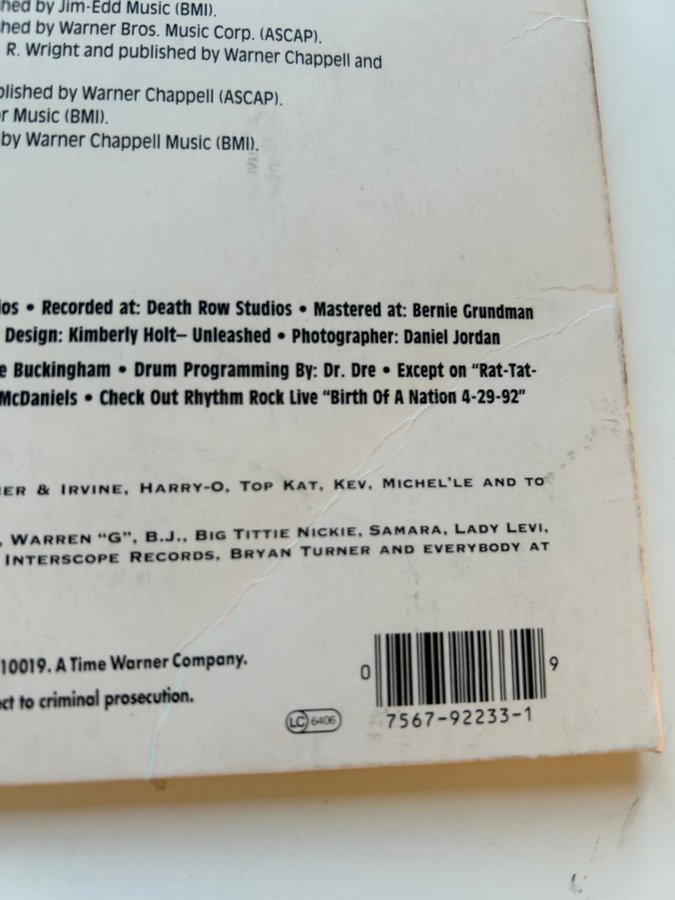 hed by Jim-Edd Music (BMI).
hed by Warner Bros. Music Corp. (ASCAP).
R. Wright and published by Warner Chappell and
blished by Warner Chappell (ASCAP).
r Music (BMI).
by Warner Chappell Music (BMI).
ios • Recorded at: Death Row Studios • Mastered at: Bernie Grundman
Design: Kimberly Holt– Unleashed • Photographer: Daniel Jordan
e Buckingham • Drum Programming By: Dr. Dre • Except on “Rat-Tat-
McDaniels • Check Out Rhythm Rock Live “Birth Of A Nation 4-29-92”
ER & IRVINE, HARRY-O, TOP KAT, KEV, MICHEL'LE AND TO
, WARREN “G”, B.J., BIG TITTIE NICKIE, SAMARA, LADY LEVI,
INTERSCOPE RECORDS, BRYAN TURNER AND EVERYBODY AT
10019. A Time Warner Company.
ect to criminal prosecution.
LC 6406
0 9
7567-92233-1